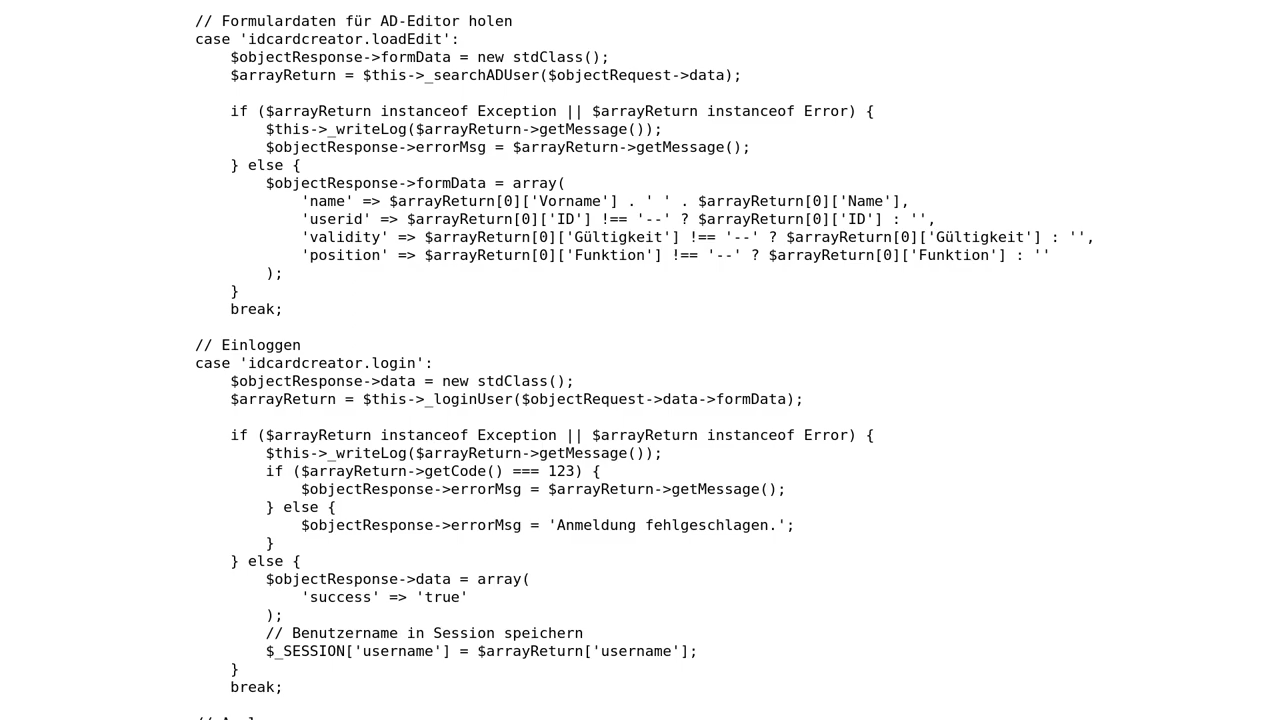 // Formulardaten für AD-Editor holen
case 'idcardcreator.loadEdit':
    $objectResponse->formData = new stdClass();
    $arrayReturn = $this->_searchADUser($objectRequest->data);

    if ($arrayReturn instanceof Exception || $arrayReturn instanceof Error) {
        $this->_writeLog($arrayReturn->getMessage());
        $objectResponse->errorMsg = $arrayReturn->getMessage();
    } else {
        $objectResponse->formData = array(
            'name' => $arrayReturn[0]['Vorname'] . ' ' . $arrayReturn[0]['Name'],
            'userid' => $arrayReturn[0]['ID'] !== '--' ? $arrayReturn[0]['ID'] : '',
            'validity' => $arrayReturn[0]['Gültigkeit'] !== '--' ? $arrayReturn[0]['Gültigkeit'] : '',
            'position' => $arrayReturn[0]['Funktion'] !== '--' ? $arrayReturn[0]['Funktion'] : ''
        );
    }
    break;

// Einloggen
case 'idcardcreator.login':
    $objectResponse->data = new stdClass();
    $arrayReturn = $this->_loginUser($objectRequest->data->formData);

    if ($arrayReturn instanceof Exception || $arrayReturn instanceof Error) {
        $this->_writeLog($arrayReturn->getMessage());
        if ($arrayReturn->getCode() === 123) {
            $objectResponse->errorMsg = $arrayReturn->getMessage();
        } else {
            $objectResponse->errorMsg = 'Anmeldung fehlgeschlagen.';
        }
    } else {
        $objectResponse->data = array(
            'success' => 'true'
        );
        // Benutzername in Session speichern
        $_SESSION['username'] = $arrayReturn['username'];
    }
    break;